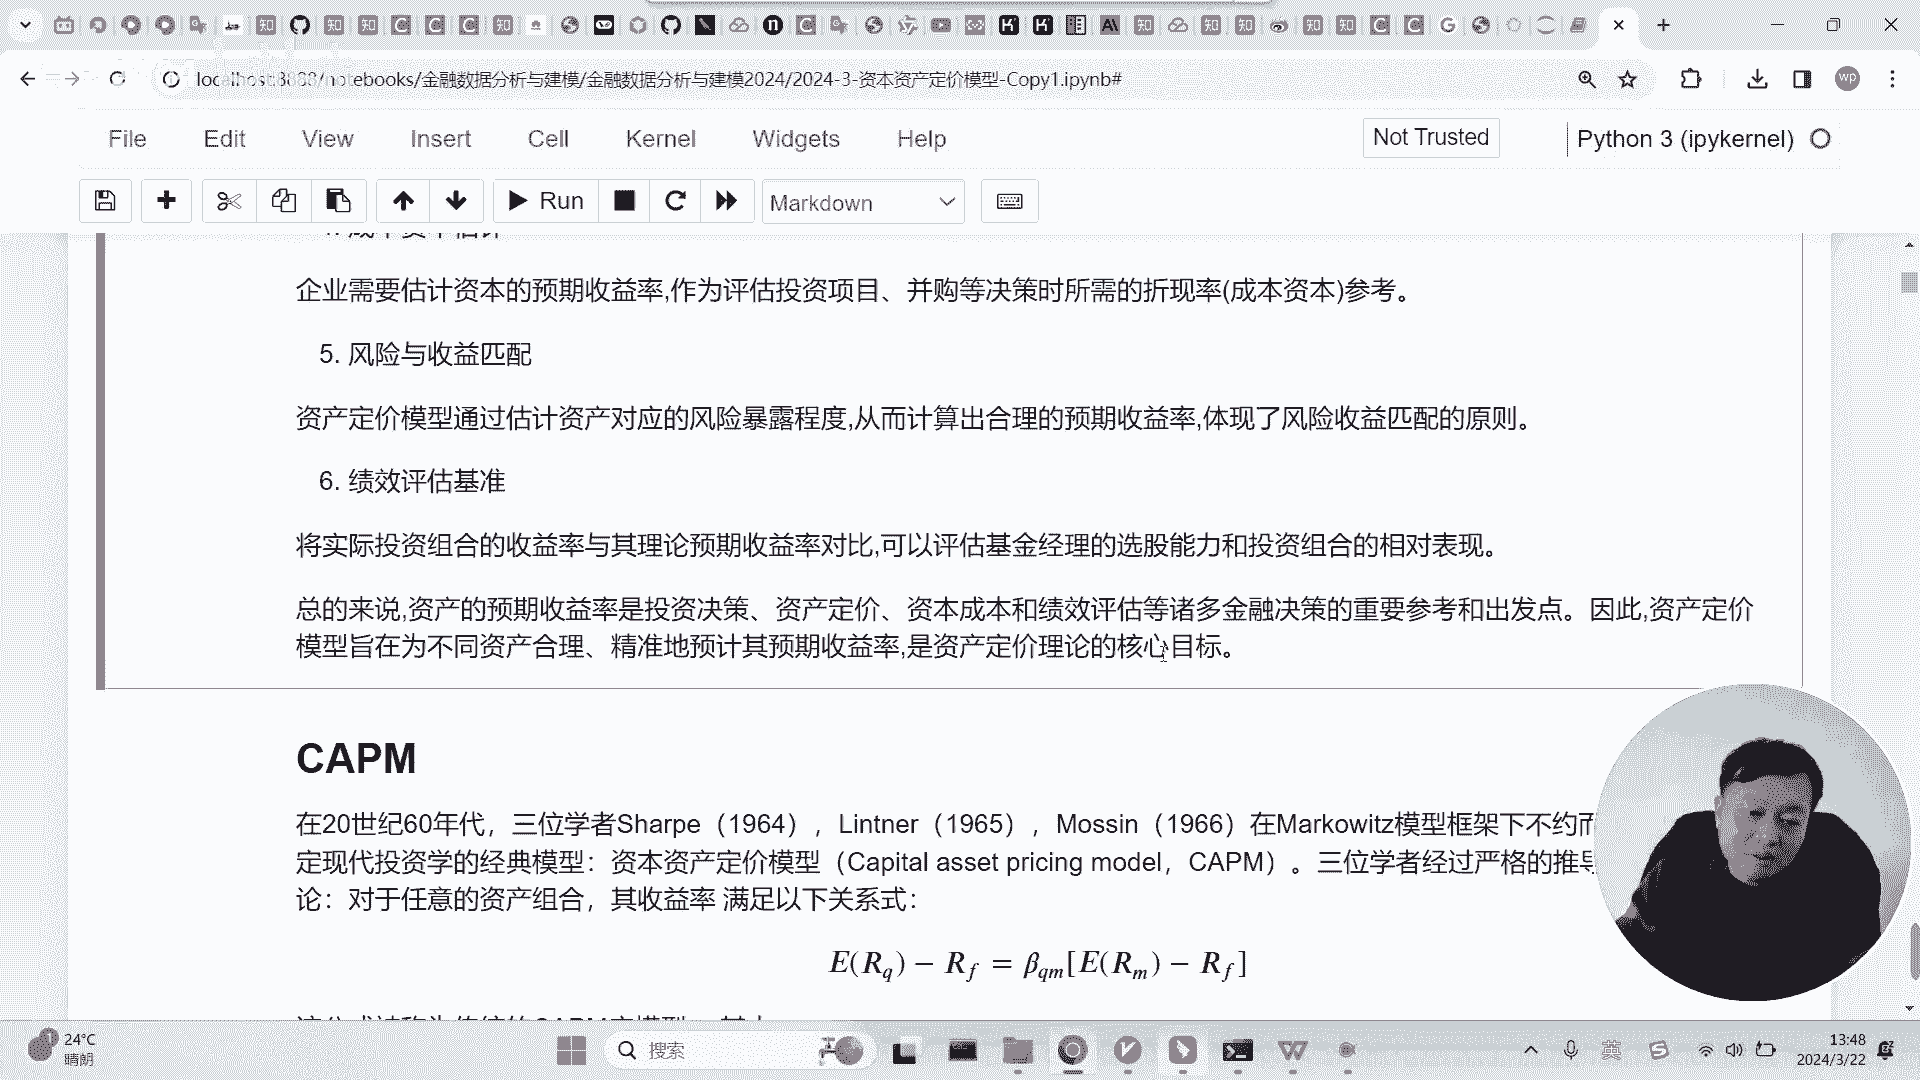 localhost:8888/notebooks/金融数据分析与建模/金融数据分析与建模2024/2024-3-资本资产定价模型-Copy1.ipynb#
wp
File Edit View Insert Cell Kernel Widgets Help Not Trusted Python 3 (ipykernel)
Run Markdown
企业需要估计资本的预期收益率,作为评估投资项目、并购等决策时所需的折现率(成本资本)参考。
5. 风险与收益匹配
资产定价模型通过估计资产对应的风险暴露程度,从而计算出合理的预期收益率,体现了风险收益匹配的原则。
6. 绩效评估基准
将实际投资组合的收益率与其理论预期收益率对比,可以评估基金经理的选股能力和投资组合的相对表现。
总的来说,资产的预期收益率是投资决策、资产定价、资本成本和绩效评估等诸多金融决策的重要参考和出发点。因此,资产定价
模型旨在为不同资产合理、精准地预计其预期收益率,是资产定价理论的核心目标。
CAPM
在20世纪60年代，三位学者Sharpe（1964），Lintner（1965），Mossin（1966）在Markowitz模型框架下不约而
定现代投资学的经典模型：资本资产定价模型（Capital asset pricing model，CAPM）。三位学者经过严格的推导
论：对于任意的资产组合，其收益率 满足以下关系式：
E(R_q) − R_f = β_qm[E(R_m) − R_f]
24°C
晴朗
搜索
英
13:48
2024/3/22